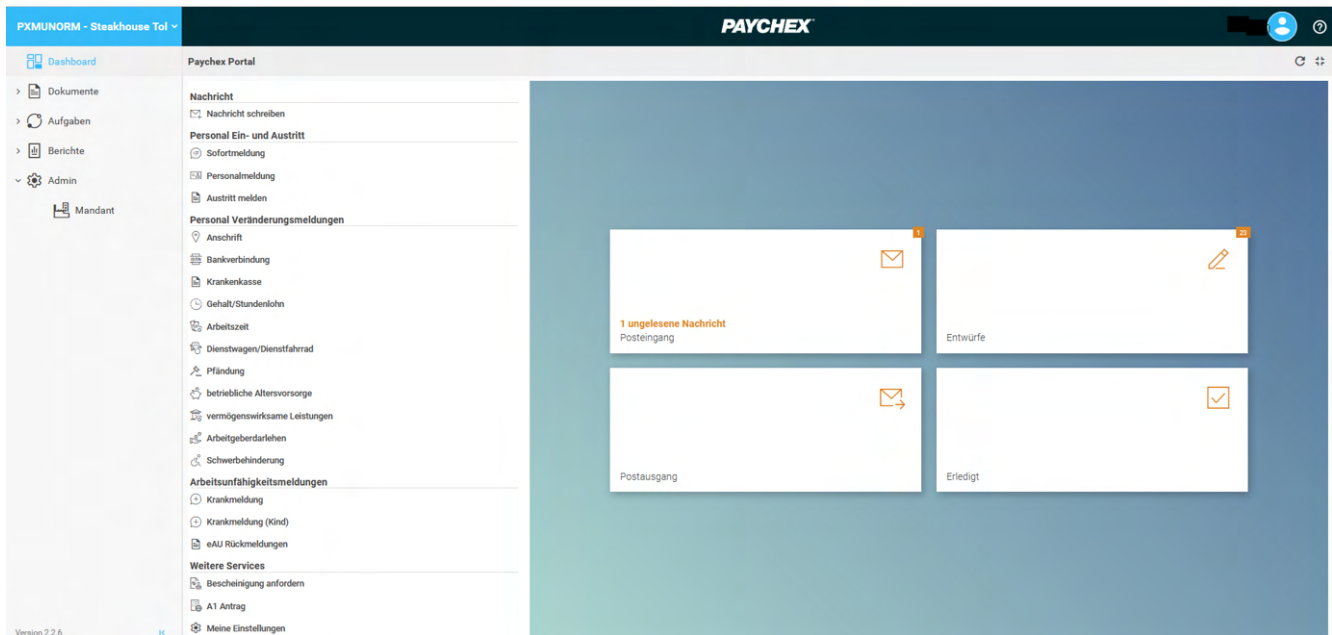 PXMUNORM - Steakhouse Tol
PAYCHEX
Dashboard
Dokumente
Aufgaben
Berichte
Admin
Mandant
Version 2.2.6
Paychex Portal
Nachricht
Nachricht schreiben
Personal Ein- und Austritt
Sofortmeldung
Personalmeldung
Austritt melden
Personal Veränderungsmeldungen
Anschrift
Bankverbindung
Krankenkasse
Gehalt/Stundenlohn
Arbeitszeit
Dienstwagen/Dienstfahrrad
Pfändung
betriebliche Altersvorsorge
vermögenswirksame Leistungen
Arbeitgeberdarlehen
Schwerbehinderung
Arbeitsunfähigkeitsmeldungen
Krankmeldung
Krankmeldung (Kind)
eAU Rückmeldungen
Weitere Services
Bescheinigung anfordern
A1 Antrag
Meine Einstellungen
1
1 ungelesene Nachricht
Posteingang
23
Entwürfe
Postausgang
Erledigt